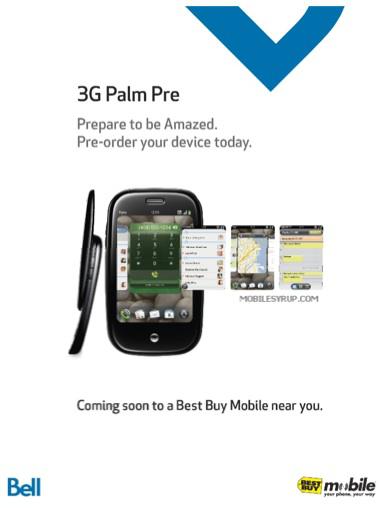 3G Palm Pre
Prepare to be Amazed.
Pre-order your device today.
MOBILESYRUP.COM
Coming soon to a Best Buy Mobile near you.
Bell
BEST BUY mobile
your phone, your way